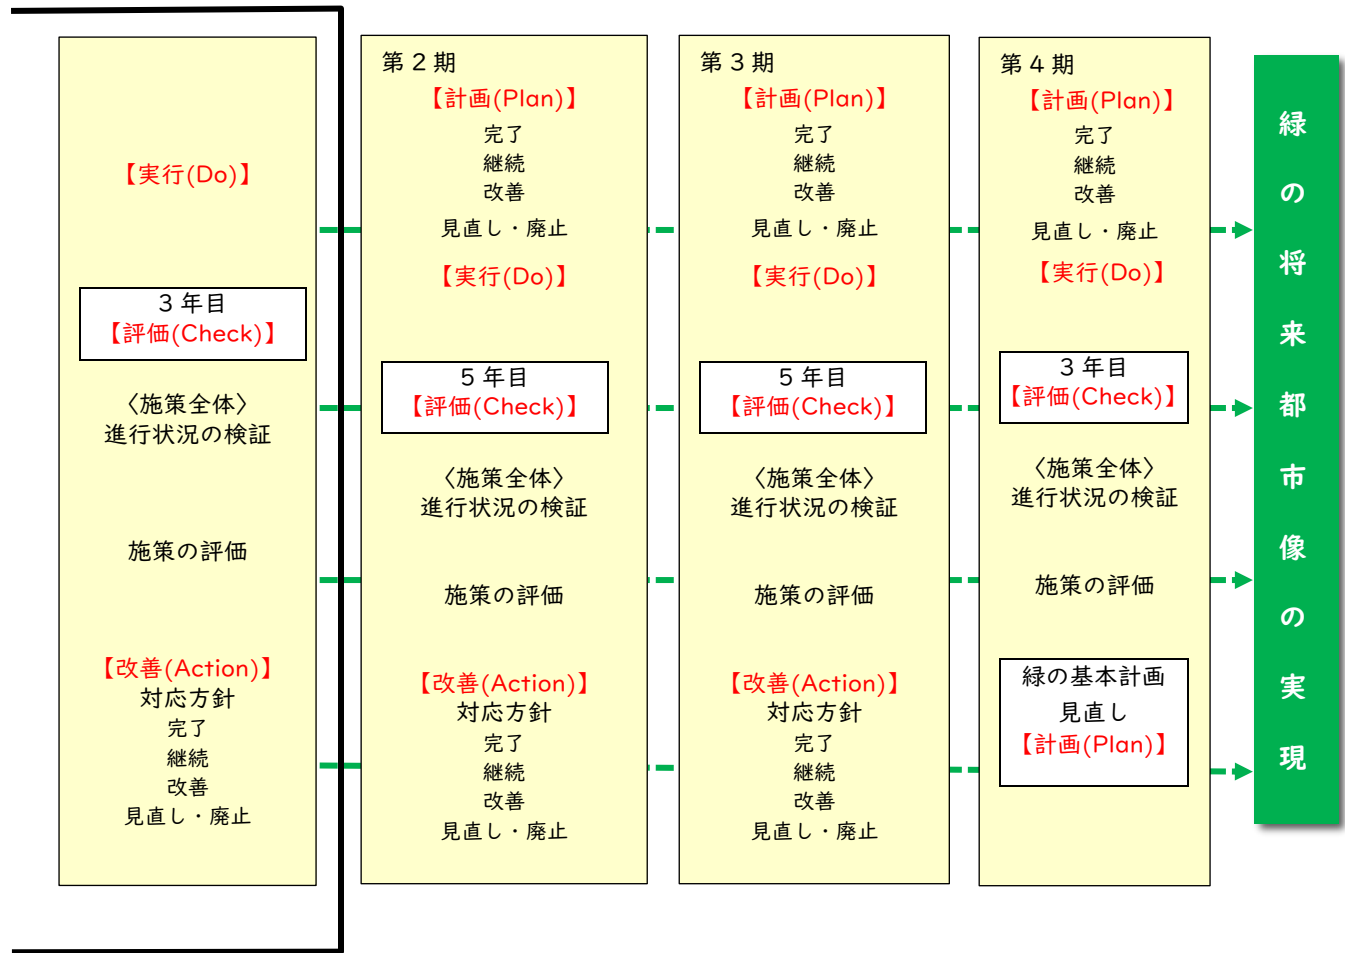 【実行(Do)】
3年目
【評価(Check)】
〈施策全体〉
進行状況の検証
施策の評価
【改善(Action)】
対応方針
完了
継続
改善
見直し・廃止
第2期
【計画(Plan)】
完了
継続
改善
見直し・廃止
【実行(Do)】
5年目
【評価(Check)】
〈施策全体〉
進行状況の検証
施策の評価
【改善(Action)】
対応方針
完了
継続
改善
見直し・廃止
第3期
【計画(Plan)】
完了
継続
改善
見直し・廃止
【実行(Do)】
5年目
【評価(Check)】
〈施策全体〉
進行状況の検証
施策の評価
【改善(Action)】
対応方針
完了
継続
改善
見直し・廃止
第4期
【計画(Plan)】
完了
継続
改善
見直し・廃止
【実行(Do)】
3年目
【評価(Check)】
〈施策全体〉
進行状況の検証
施策の評価
緑の基本計画
見直し
【計画(Plan)】
緑の将来都市像の実現